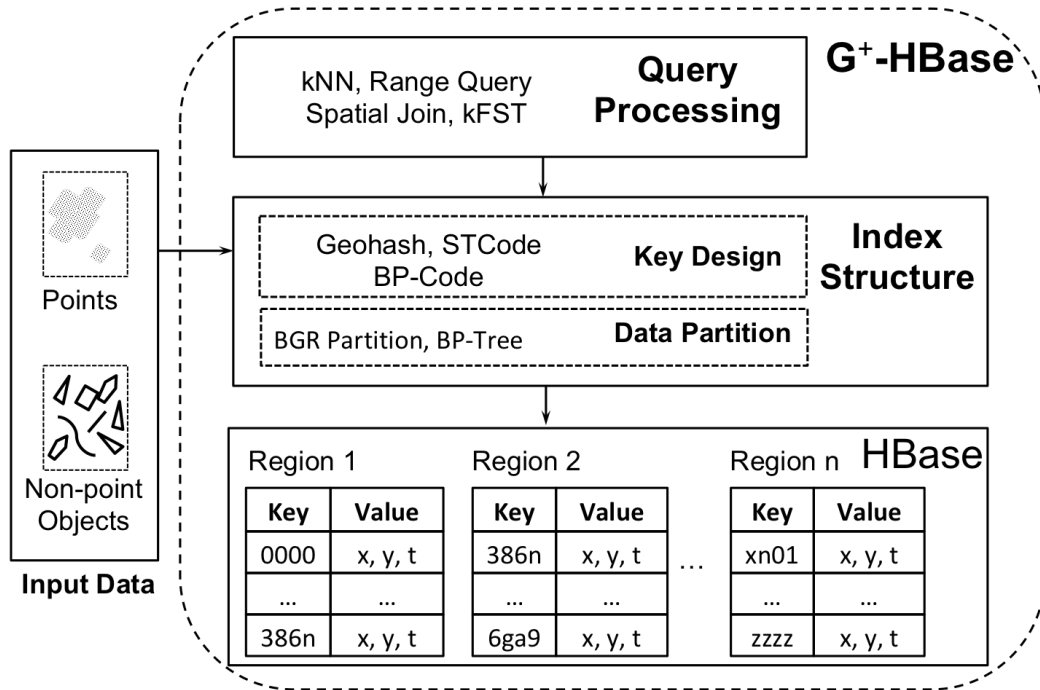 G⁺-HBase
kNN, Range Query
Spatial Join, kFST
Query
Processing
Points
Non-point
Objects
Input Data
Geohash, STCode
BP-Code
Key Design
BGR Partition, BP-Tree
Data Partition
Index
Structure
HBase
Region 1
Key Value
0000 x, y, t
... ...
386n x, y, t
Region 2
Key Value
386n x, y, t
... ...
6ga9 x, y, t
...
Region n
Key Value
xn01 x, y, t
... ...
zzzz x, y, t